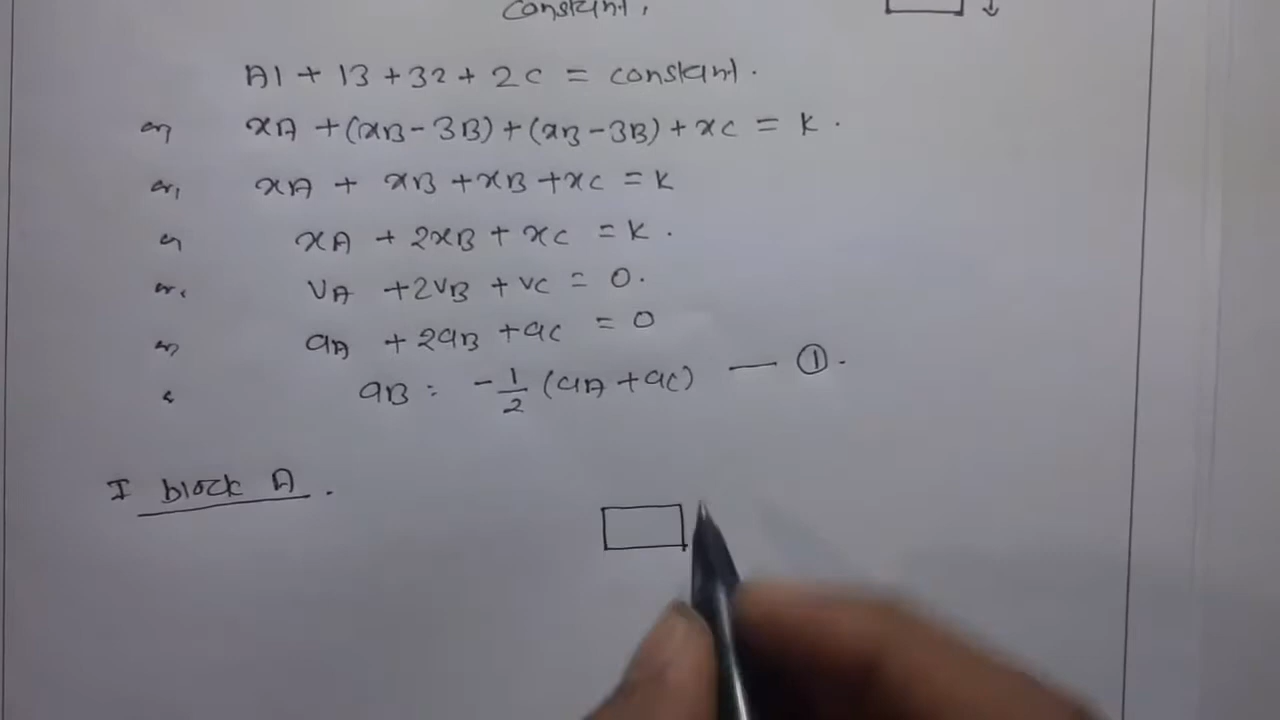 constant.
A1 + 13 + 32 + 2C = constant.
or, xA + (xB - 3B) + (xB - 3B) + xC = K.
or, xA + xB + xB + xC = K
or, xA + 2xB + xC = K.
or, VA + 2VB + VC = 0.
or, aA + 2aB + aC = 0
aB = -1/2 (aA + aC) — ①.
I block A.